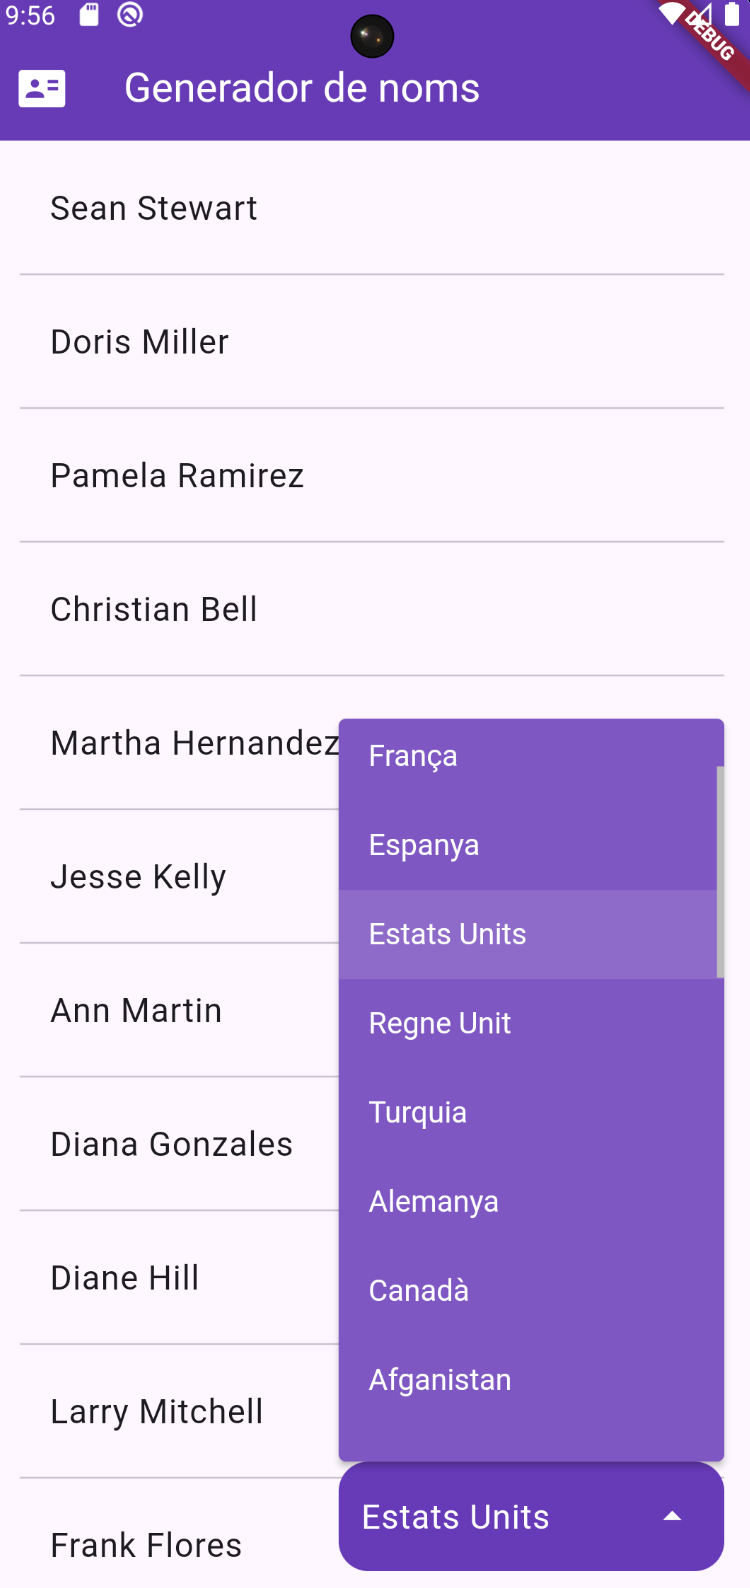 9:56
DEBUG
Generador de noms
Sean Stewart
Doris Miller
Pamela Ramirez
Christian Bell
Martha Hernandez
Jesse Kelly
Ann Martin
Diana Gonzales
Diane Hill
Larry Mitchell
Frank Flores
França
Espanya
Estats Units
Regne Unit
Turquia
Alemanya
Canadà
Afganistan
Estats Units